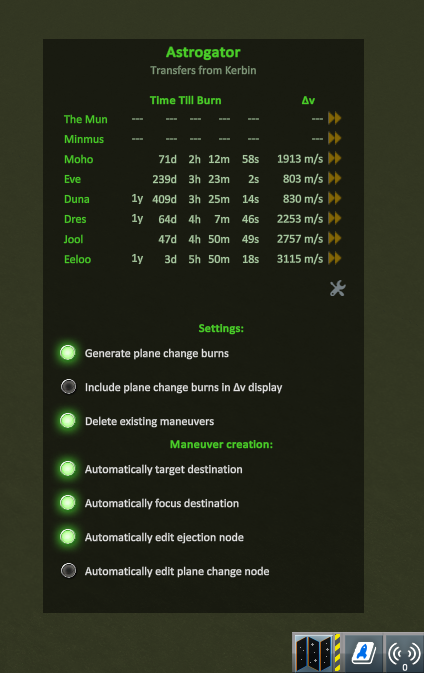 Astrogator
Transfers from Kerbin
Time Till Burn Δv
The Mun --- --- --- --- --- ---
Minmus --- --- --- --- --- ---
Moho 71d 2h 12m 58s 1913 m/s
Eve 239d 3h 23m 2s 803 m/s
Duna 1y 409d 3h 25m 14s 830 m/s
Dres 1y 64d 4h 7m 46s 2253 m/s
Jool 47d 4h 50m 49s 2757 m/s
Eeloo 1y 3d 5h 50m 18s 3115 m/s
Settings:
Generate plane change burns
Include plane change burns in Δv display
Delete existing maneuvers
Maneuver creation:
Automatically target destination
Automatically focus destination
Automatically edit ejection node
Automatically edit plane change node
0